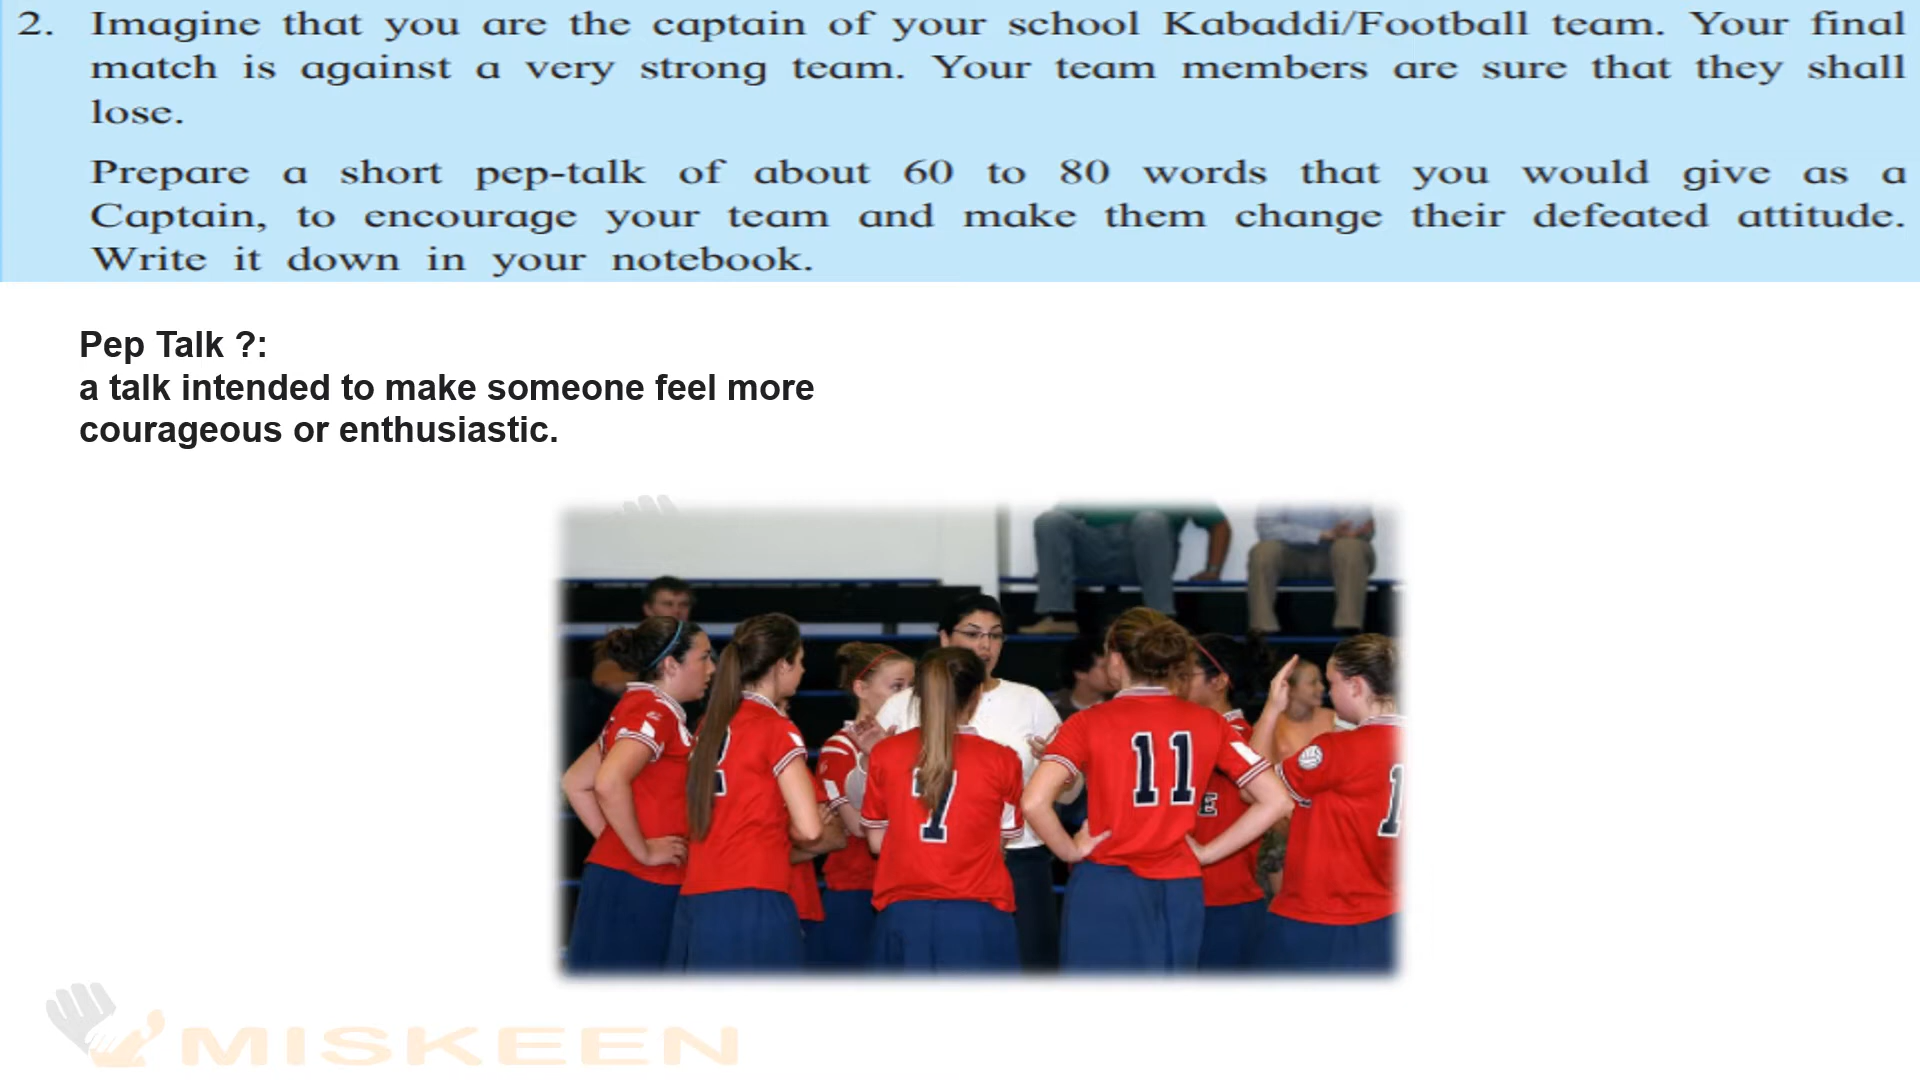 2. Imagine that you are the captain of your school Kabaddi/Football team. Your final
match is against a very strong team. Your team members are sure that they shall
lose.
Prepare a short pep-talk of about 60 to 80 words that you would give as a
Captain, to encourage your team and make them change their defeated attitude.
Write it down in your notebook.
Pep Talk ?:
a talk intended to make someone feel more
courageous or enthusiastic.
7
11
MISKEEN